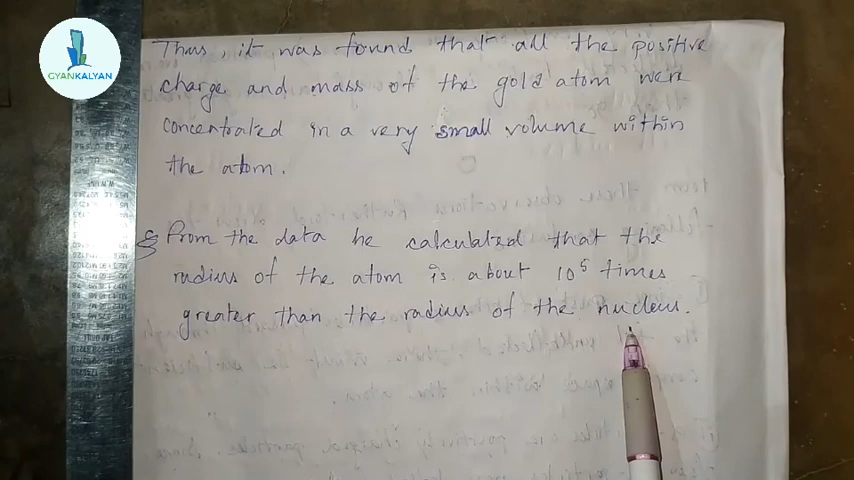 GYANKALYAN
Thus, it was found that all the positive
charge and mass of the gold atom were
concentrated in a very small volume within
the atom.
From the data he calculated that the
radius of the atom is about 10⁵ times
greater than the radius of the nucleus.